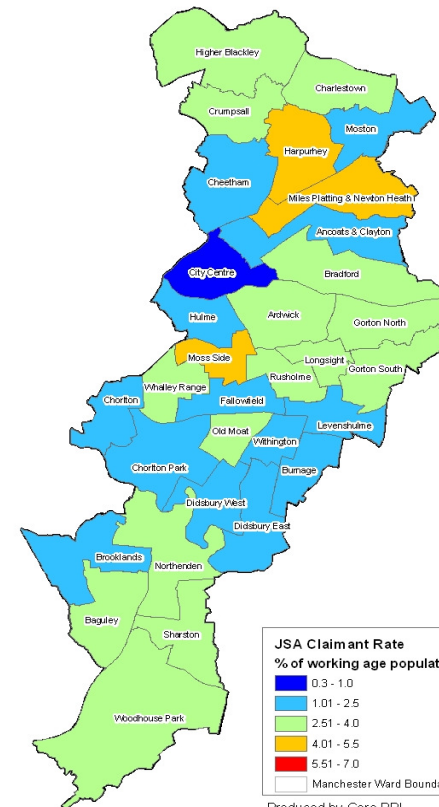 Higher Blackley
Charlestown
Crumpsall
Moston
Harpurhey
Cheetham
Miles Platting & Newton Heath
Ancoats & Clayton
City Centre
Bradford
Hulme
Ardwick
Gorton North
Moss Side
Longsight
Gorton South
Rusholme
Whalley Range
Chorlton
Fallowfield
Levenshulme
Old Moat
Withington
Chorlton Park
Burnage
Didsbury West
Didsbury East
Brooklands
Northenden
Baguley
Sharston
Woodhouse Park
JSA Claimant Rate
% of working age populat
0.3 - 1.0
1.01 - 2.5
2.51 - 4.0
4.01 - 5.5
5.51 - 7.0
Manchester Ward Bounda
Produced by Core PRI